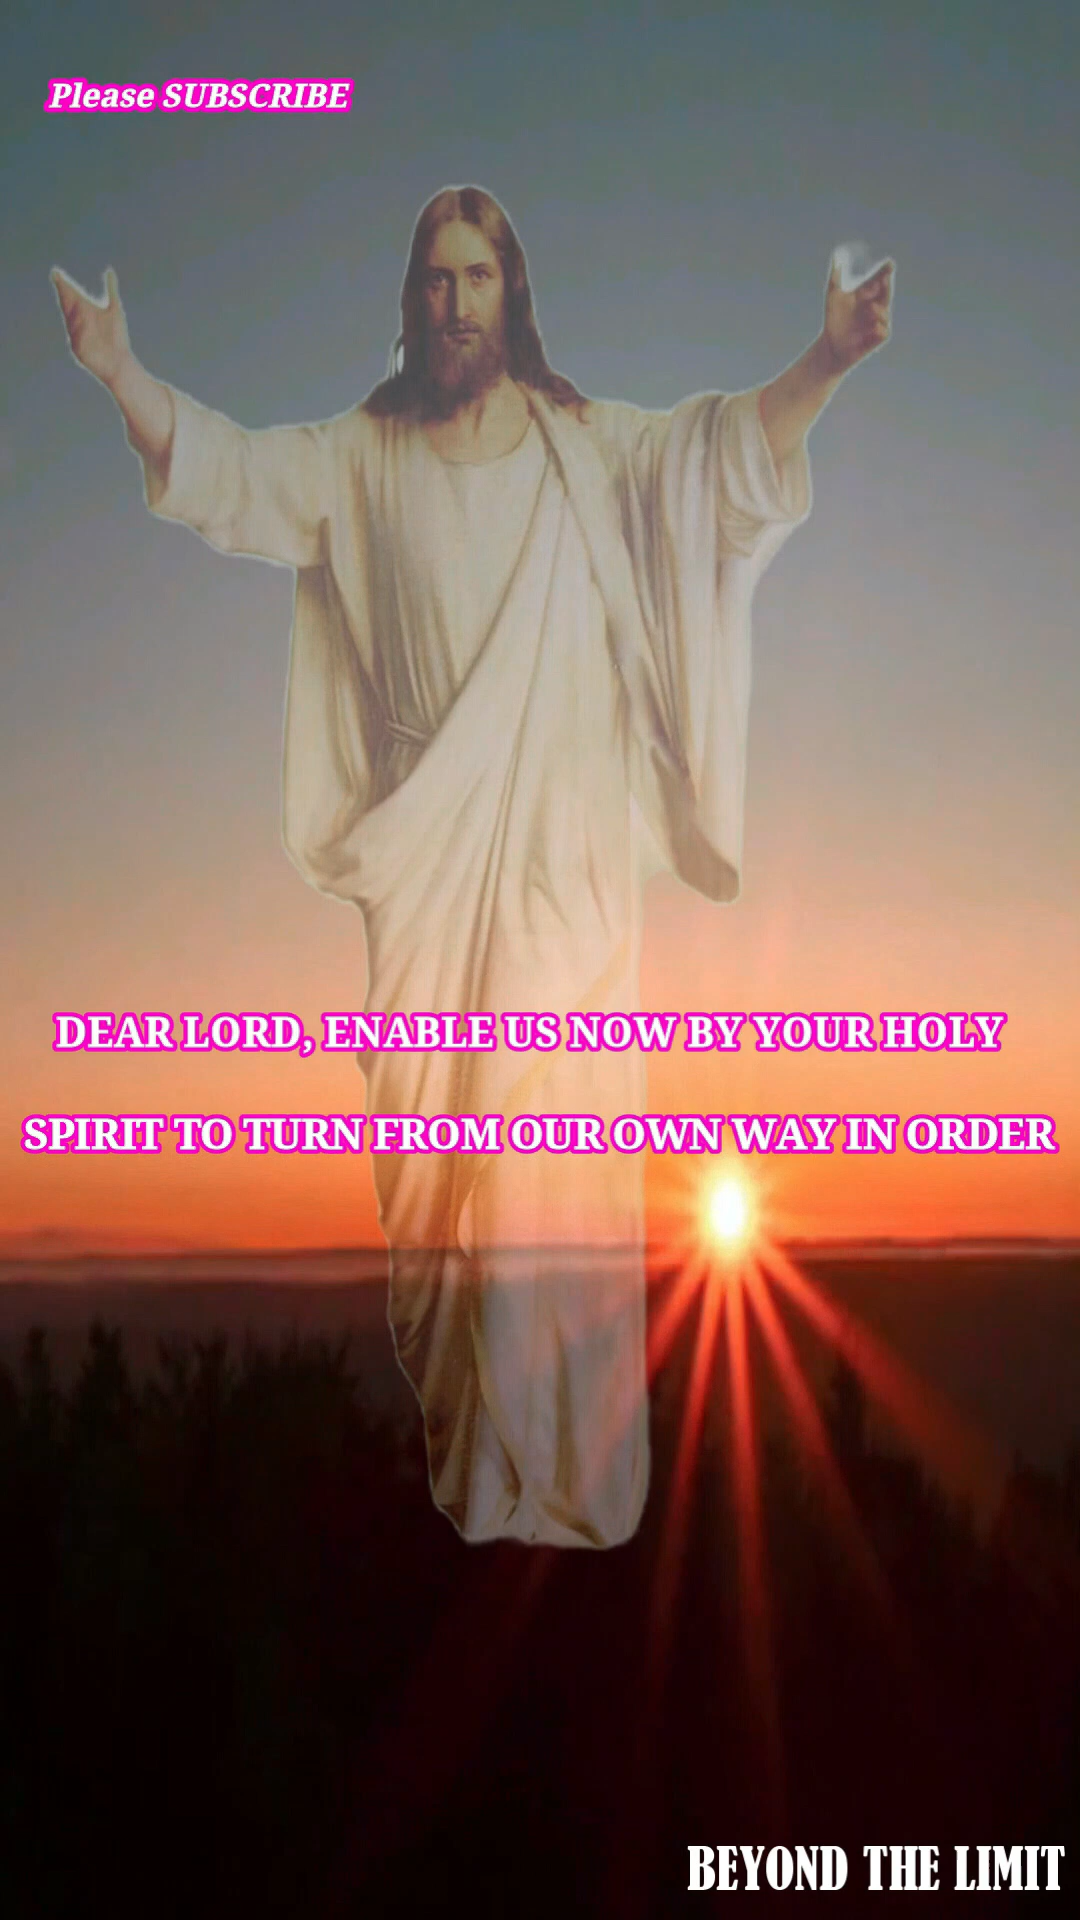 Please SUBSCRIBE
DEAR LORD, ENABLE US NOW BY YOUR HOLY
SPIRIT TO TURN FROM OUR OWN WAY IN ORDER
BEYOND THE LIMIT